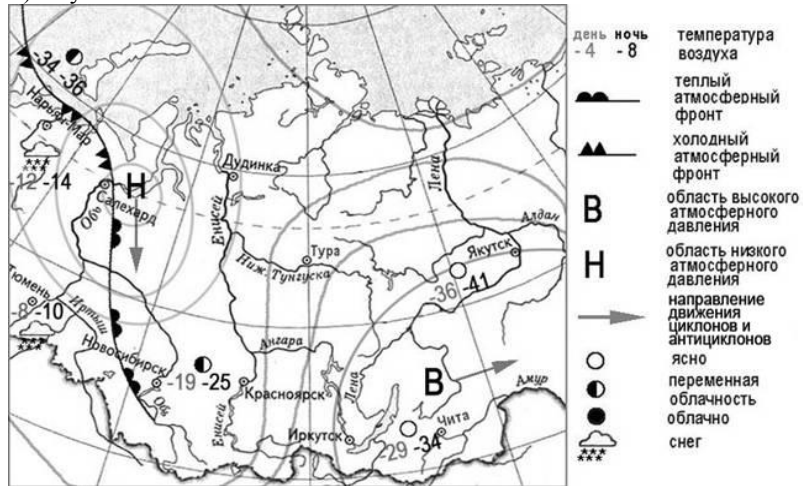 -34 -36
Нарьян-Мар
-12 -14
Н
Салехард
Обь
Дудинка
Енисей
Тура
Ниж. Тунгуска
Лена
Якутск
Алдан
-36 -41
Тюмень
-8 -10
Иртыш
Новосибирск
-19 -25
Обь
Ангара
Красноярск
Енисей
Лена
Иркутск
В
-29 -34
Чита
Амур
день ночь температура
-4 -8 воздуха
теплый
атмосферный
фронт
холодный
атмосферный
фронт
В область высокого
атмосферного
давления
Н область низкого
атмосферного
давления
направление
движения
циклонов и
антициклонов
ясно
переменная
облачность
облачно
снег